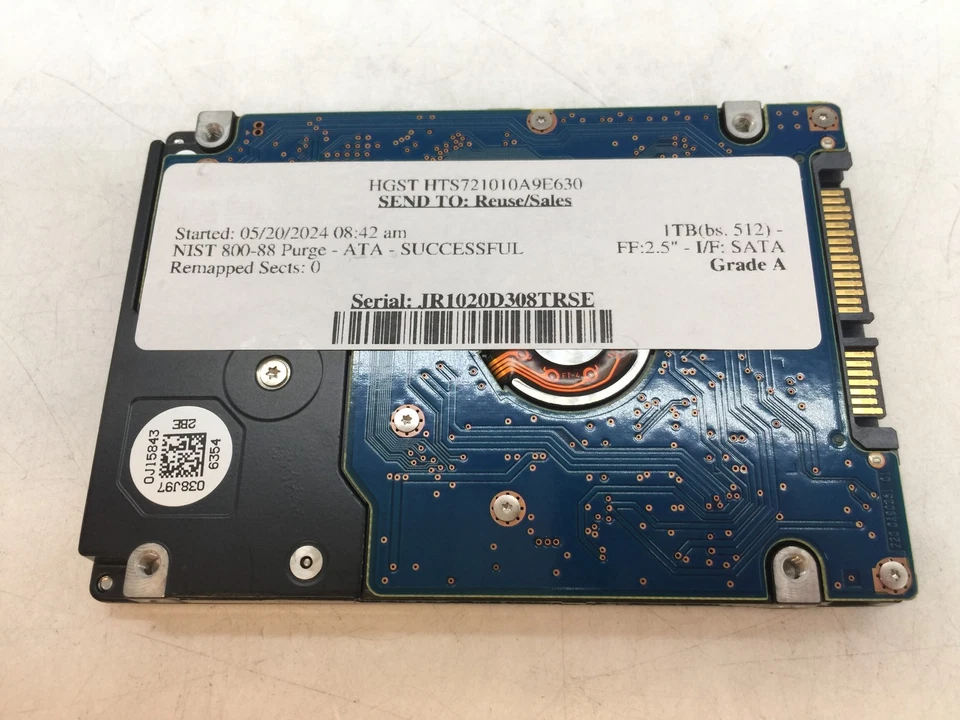 HGST HTS721010A9E630
SEND TO: Reuse/Sales
Started: 05/20/2024 08:42 am
NIST 800-88 Purge - ATA - SUCCESSFUL
Remapped Sects: 0
1TB(bs. 512) -
FF:2.5" - I/F: SATA
Grade A
Serial: JR1020D308TRSE
0J15843
2BE
6354
038J97